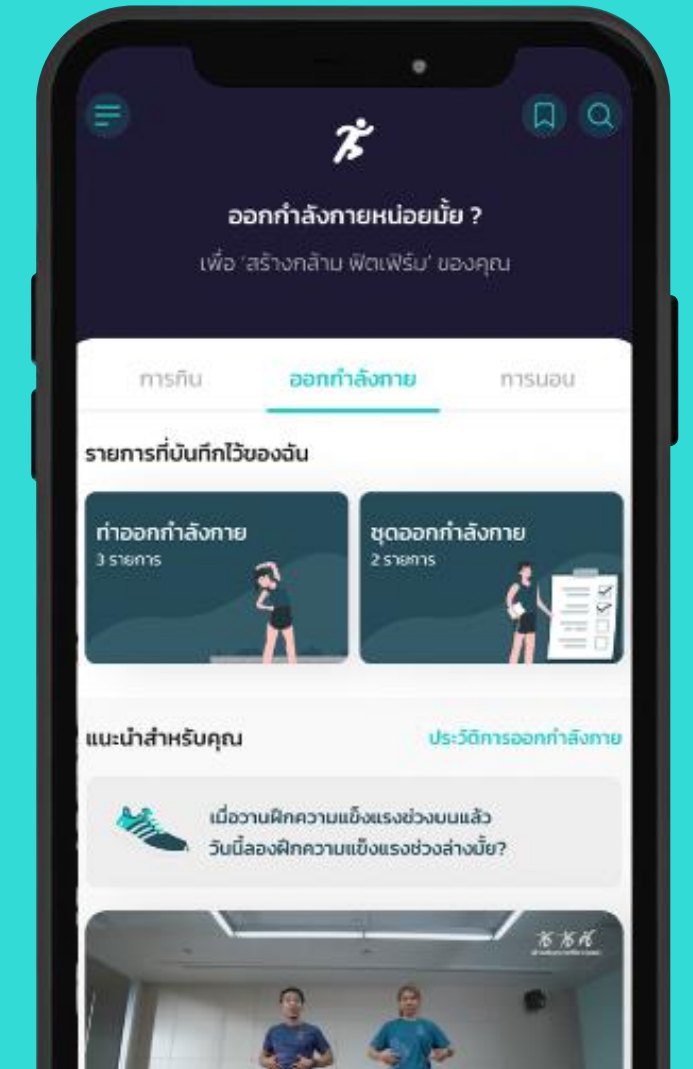 ออกกำลังกายหน่อยมั้ย ?
เพื่อ ‘สร้างกล้าม ฟิตเฟิร์ม’ ของคุณ
การกิน ออกกำลังกาย การนอน
รายการที่บันทึกไว้ของฉัน
ท่าออกกำลังกาย
3 รายการ
ชุดออกกำลังกาย
2 รายการ
แนะนำสำหรับคุณ ประวัติการออกกำลังกาย
เมื่อวานฝึกความแข็งแรงช่วงบนแล้ว
วันนี้ลองฝึกความแข็งแรงช่วงล่างมั้ย?